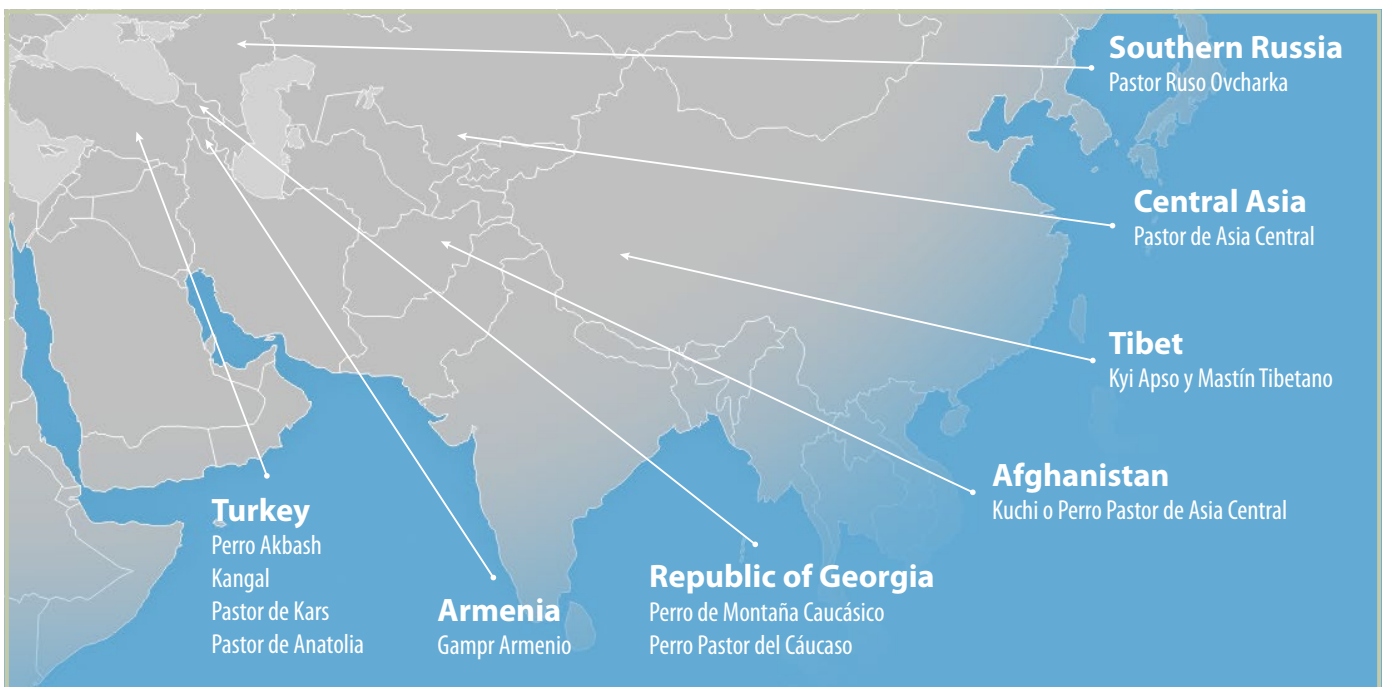 Southern Russia
Pastor Ruso Ovcharka
Central Asia
Pastor de Asia Central
Tibet
Kyi Apso y Mastín Tibetano
Afghanistan
Kuchi o Perro Pastor de Asia Central
Republic of Georgia
Perro de Montaña Caucásico
Perro Pastor del Cáucaso
Armenia
Gampr Armenio
Turkey
Perro Akbash
Kangal
Pastor de Kars
Pastor de Anatolia